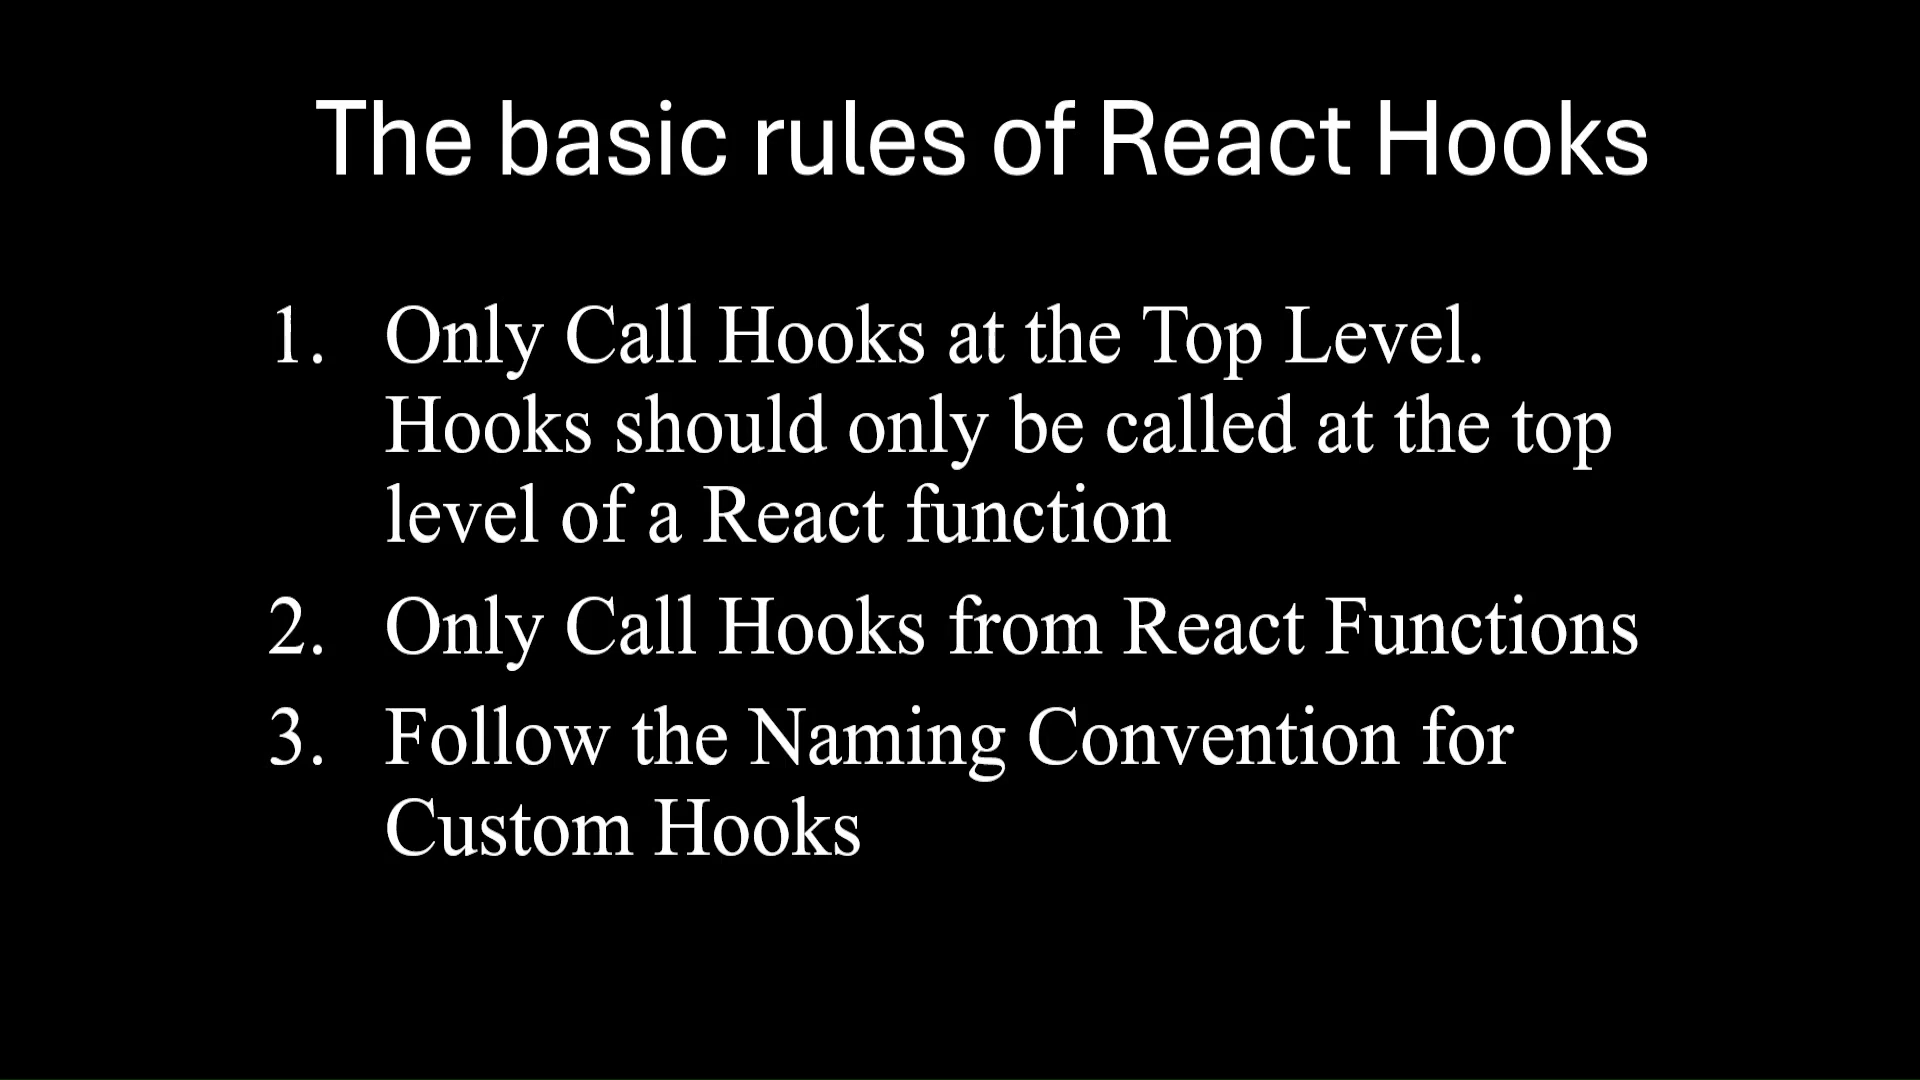 The basic rules of React Hooks
1. Only Call Hooks at the Top Level.
Hooks should only be called at the top
level of a React function
2. Only Call Hooks from React Functions
3. Follow the Naming Convention for
Custom Hooks